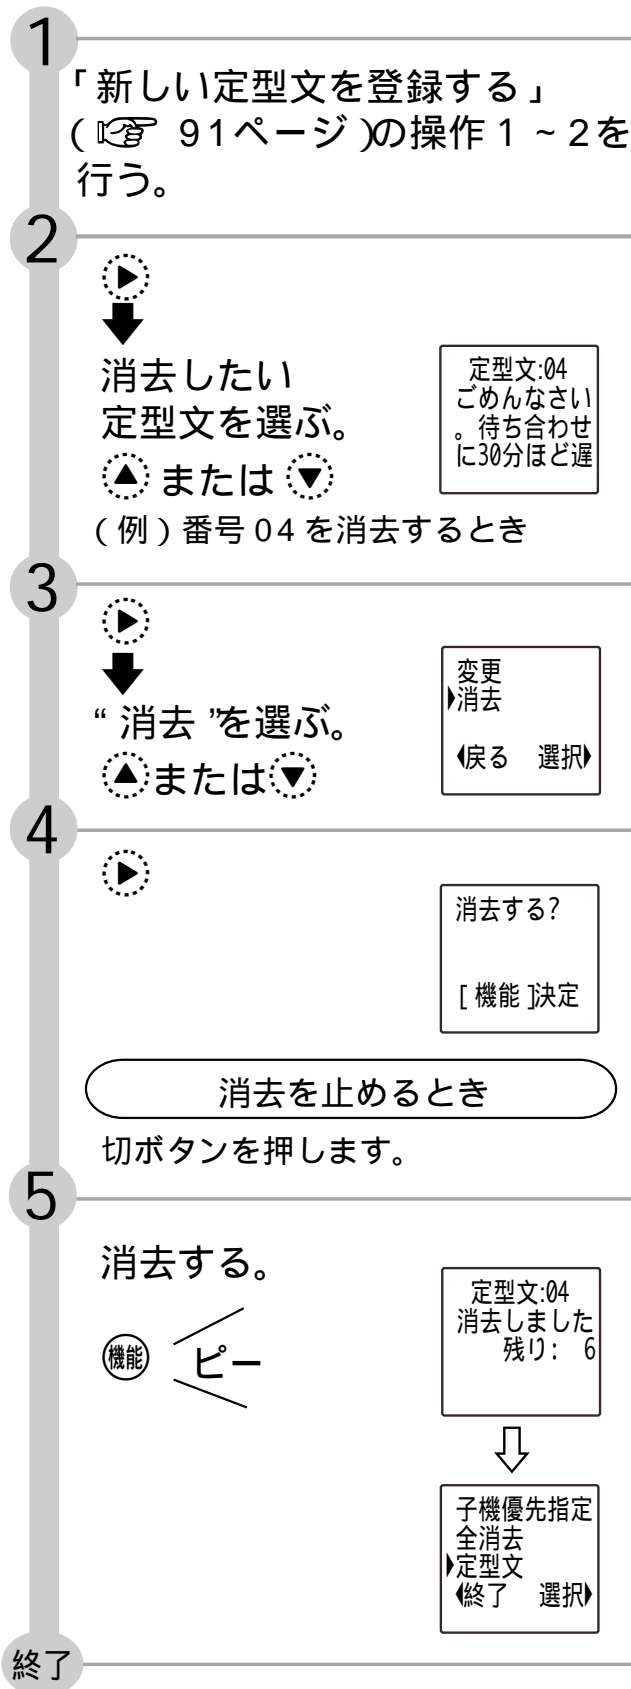 1
「新しい定型文を登録する」
(☞ 91ページ)の操作1~2を
行う。
2
消去したい
定型文を選ぶ。
または
(例)番号04を消去するとき
定型文:04
ごめんなさい
。待ち合わせ
に30分ほど遅
3
“消去”を選ぶ。
または
変更
消去
戻る 選択
4
消去する?
[機能]決定
消去を止めるとき
切ボタンを押します。
5
消去する。
機能
ピー
定型文:04
消去しました
残り: 6
子機優先指定
全消去
定型文
終了 選択
終了